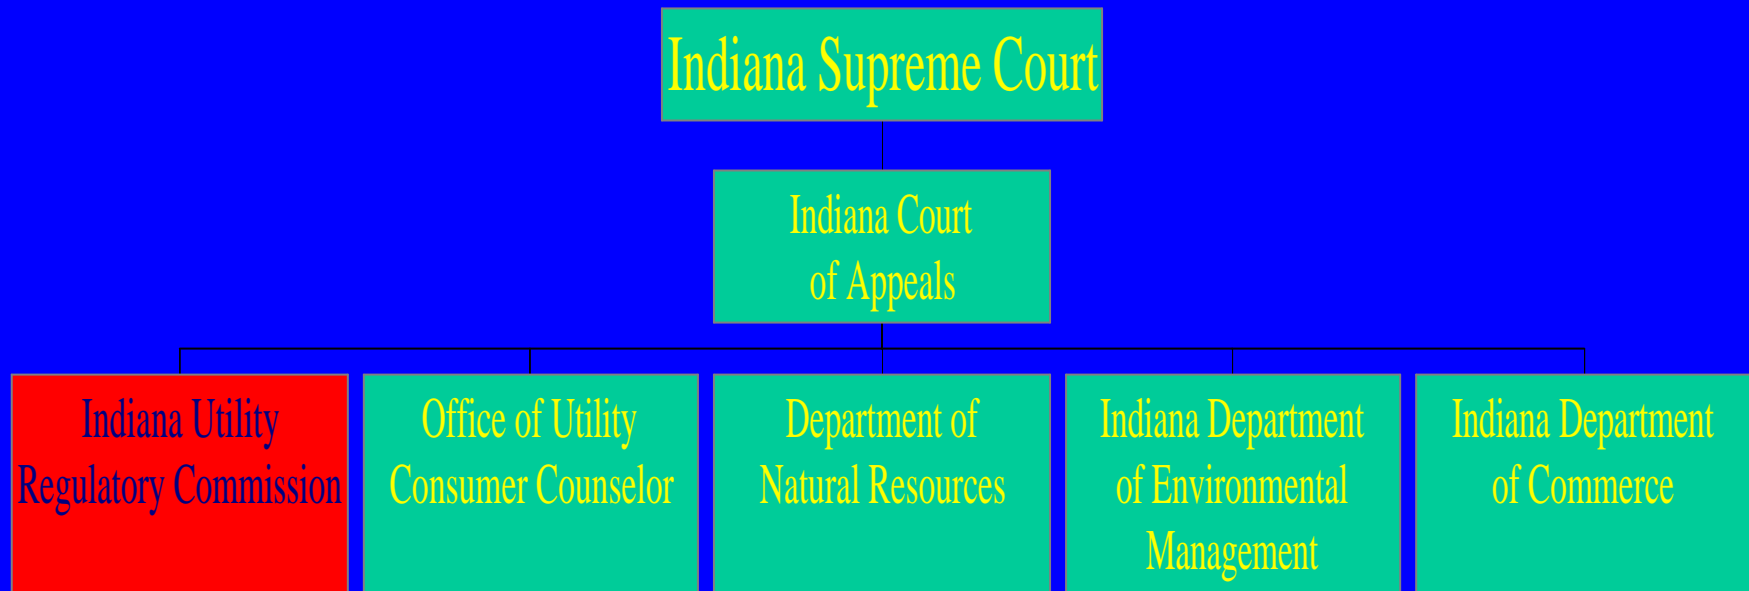 Indiana Supreme Court
Indiana Court
of Appeals
Indiana Utility
Regulatory Commission
Office of Utility
Consumer Counselor
Department of
Natural Resources
Indiana Department
of Environmental
Management
Indiana Department
of Commerce